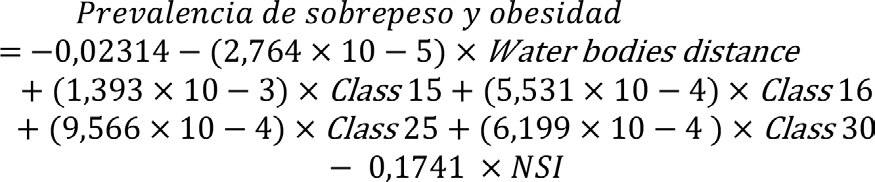 Prevalencia de sobrepeso y obesidad
= −0,02314 − (2,764 × 10 − 5) × Water bodies distance
+ (1,393 × 10 − 3) × Class 15 + (5,531 × 10 − 4) × Class 16
+ (9,566 × 10 − 4) × Class 25 + (6,199 × 10 − 4 ) × Class 30
− 0,1741 × NSI